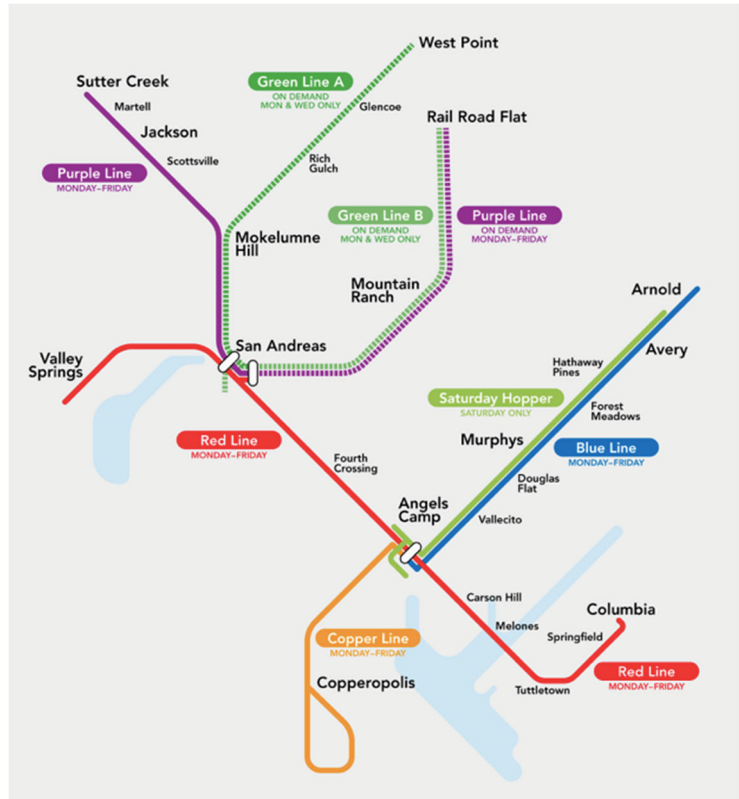 West Point
Sutter Creek
Green Line A
ON DEMAND
MON & WED ONLY
Martell
Glencoe
Rail Road Flat
Jackson
Scottsville
Rich
Gulch
Purple Line
MONDAY–FRIDAY
Green Line B
ON DEMAND
MON & WED ONLY
Purple Line
ON DEMAND
MONDAY–FRIDAY
Mokelumne
Hill
Mountain
Ranch
Arnold
San Andreas
Valley
Springs
Avery
Hathaway
Pines
Saturday Hopper
SATURDAY ONLY
Forest
Meadows
Red Line
MONDAY–FRIDAY
Murphys
Blue Line
MONDAY–FRIDAY
Fourth
Crossing
Douglas
Flat
Angels
Camp
Vallecito
Carson Hill
Columbia
Melones
Springfield
Copper Line
MONDAY–FRIDAY
Red Line
MONDAY–FRIDAY
Copperopolis
Tuttletown